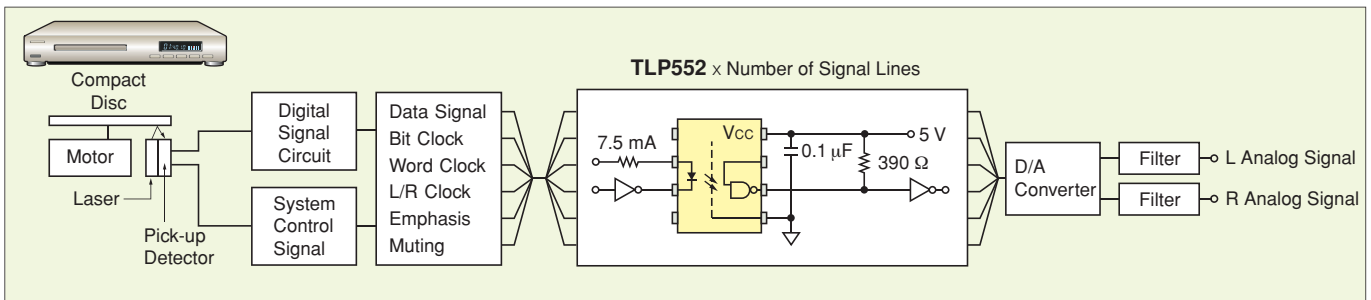 TLP552 x Number of Signal Lines
Compact
Disc
Motor
Laser
Pick-up
Detector
Digital
Signal
Circuit
System
Control
Signal
Data Signal
Bit Clock
Word Clock
L/R Clock
Emphasis
Muting
7.5 mA
VCC
5 V
0.1 μF
390 Ω
D/A
Converter
Filter
L Analog Signal
Filter
R Analog Signal